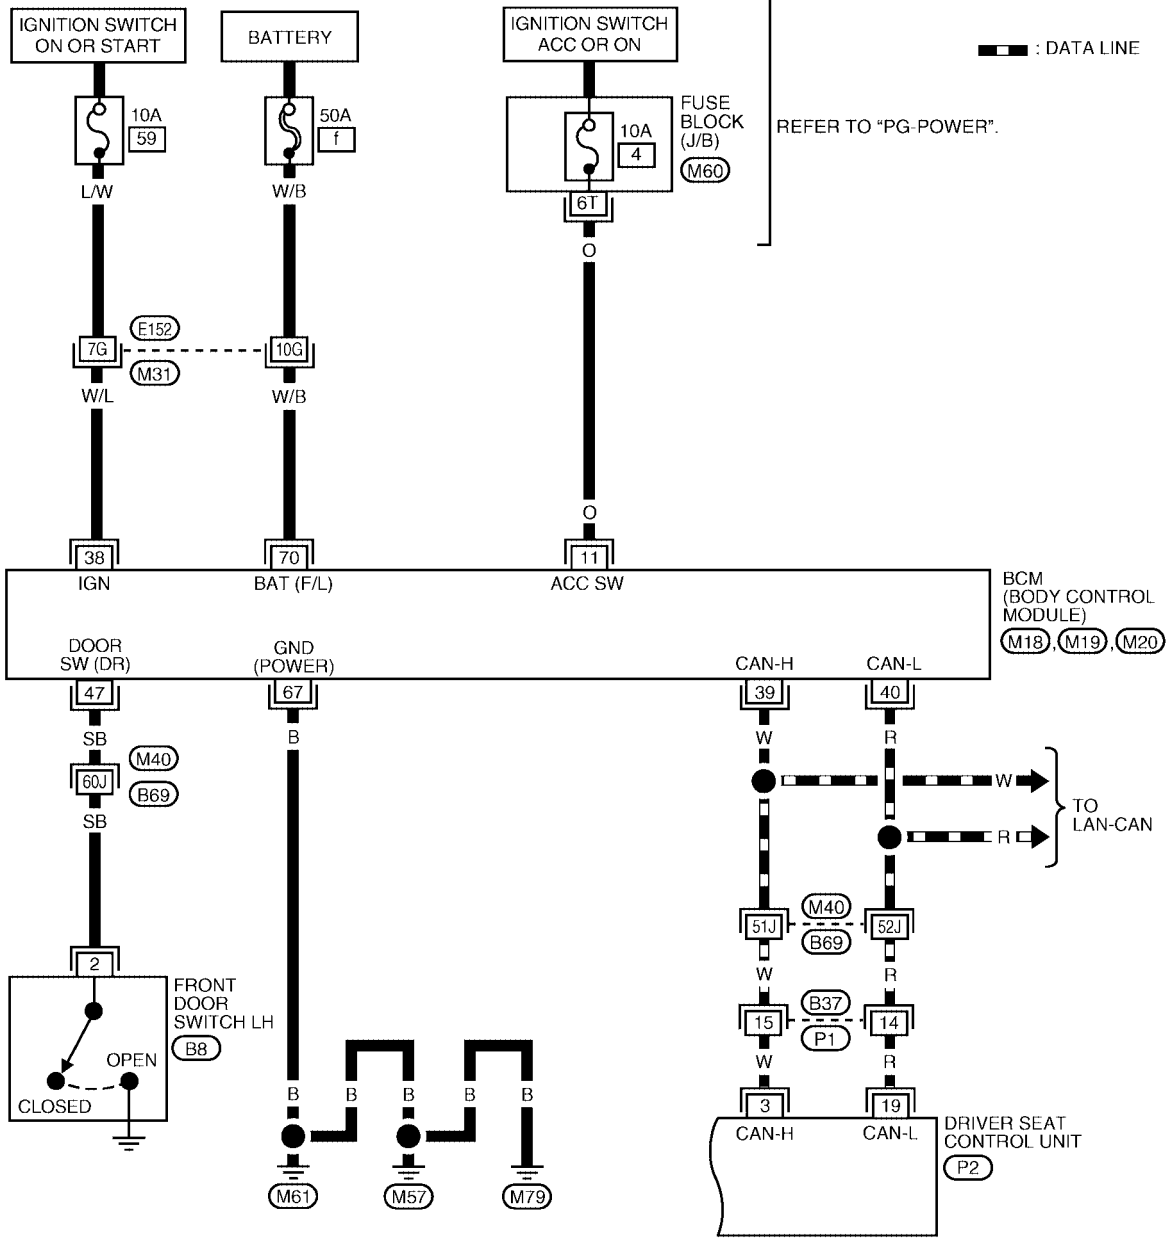 IGNITION SWITCH
ON OR START
BATTERY
IGNITION SWITCH
ACC OR ON
: DATA LINE
10A
59
50A
f
10A
4
FUSE
BLOCK
(J/B)
M60
REFER TO “PG-POWER”.
L/W
W/B
6T
O
7G
E152
M31
10G
W/L
W/B
O
38
70
11
IGN
BAT (F/L)
ACC SW
BCM
(BODY CONTROL
MODULE)
M18, M19, M20
DOOR
SW (DR)
GND
(POWER)
CAN-H
CAN-L
47
67
39
40
SB
B
W
R
60J
M40
B69
W
R
TO
LAN-CAN
SB
51J
M40
B69
52J
W
R
2
FRONT
DOOR
SWITCH LH
B8
15
B37
P1
14
OPEN
CLOSED
W
R
B
B
B
B
B
3
19
CAN-H
CAN-L
DRIVER SEAT
CONTROL UNIT
P2
M61
M57
M79